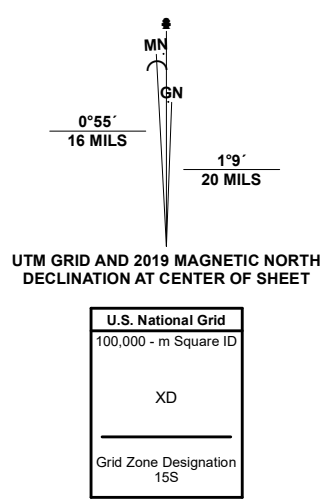 MN
GN
0°55´
16 MILS
1°9´
20 MILS
UTM GRID AND 2019 MAGNETIC NORTH
DECLINATION AT CENTER OF SHEET
U.S. National Grid
100,000 - m Square ID
XD
Grid Zone Designation
15S